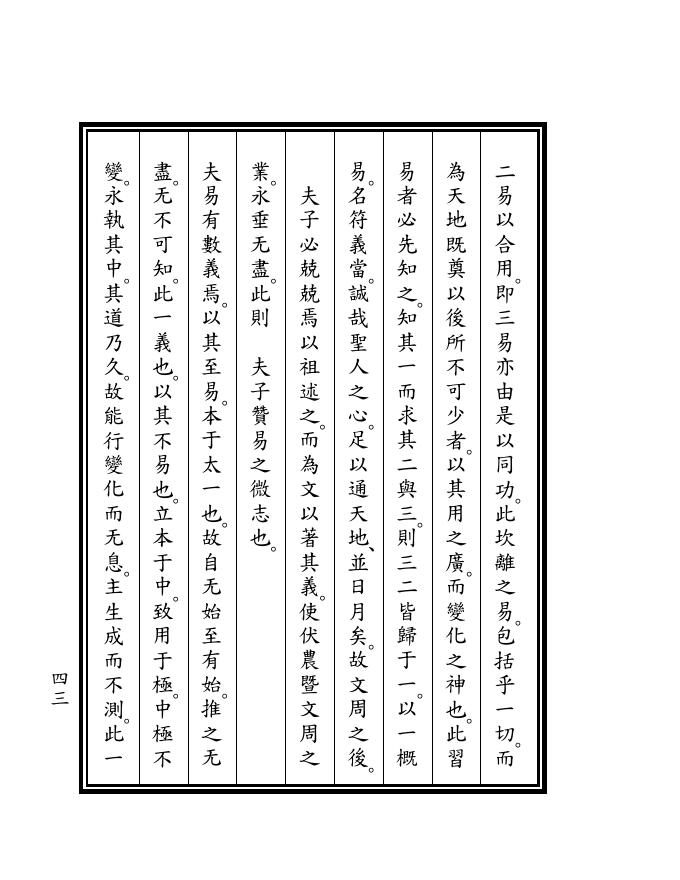 二易以合用。即三易亦由是以同功。此坎離之易。包括乎一切。而
為天地既奠以後所不可少者。以其用之廣。而變化之神也。此習
易者必先知之。知其一而求其二與三。則三二皆歸于一。以一概
易。名符義當。誠哉聖人之心。足以通天地、並日月矣。故文周之後。
夫子必兢兢焉以祖述之。而為文以著其義。使伏農暨文周之
業。永垂无盡。此則　夫子贊易之微志也。
夫易有數義焉。以其至易。本于太一也。故自无始至有始。推之无
盡。无不可知。此一義也。以其不易也。立本于中。致用于極。中極不
變。永執其中。其道乃久。故能行變化而无息。主生成而不測。此一
四三